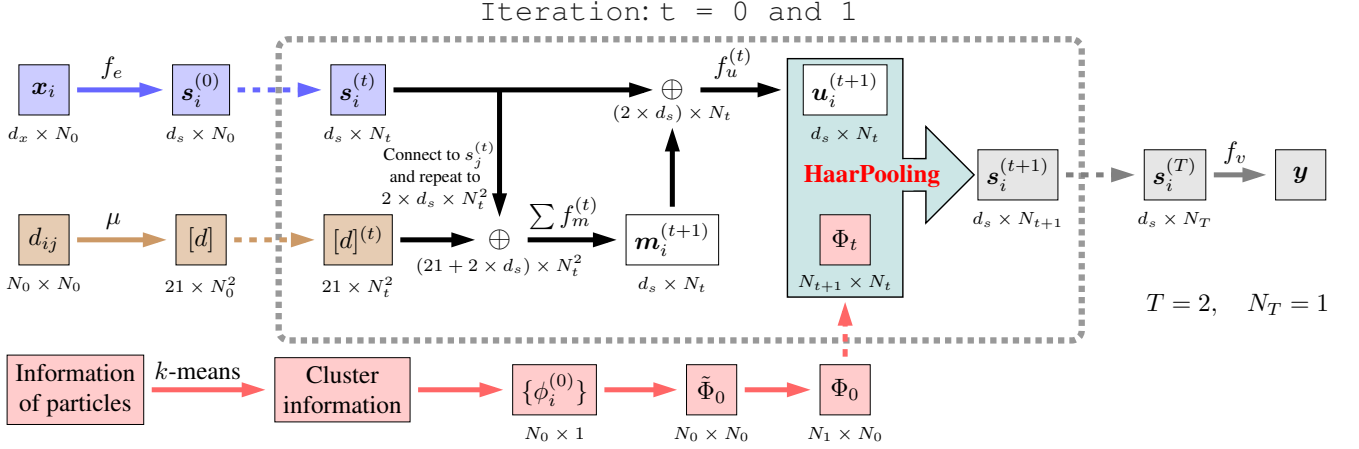 Iteration: t = 0 and 1
x_i
f_e
s_i^{(0)}
s_i^{(t)}
⊕
f_u^{(t)}
u_i^{(t+1)}
d_x × N_0
d_s × N_0
d_s × N_t
(2 × d_s) × N_t
d_s × N_t
Connect to s_j^{(t)}
and repeat to
2 × d_s × N_t^2
HaarPooling
s_i^{(t+1)}
s_i^{(T)}
f_v
y
d_s × N_{t+1}
d_s × N_T
d_{ij}
μ
[d]
[d]^{(t)}
⊕
∑ f_m^{(t)}
m_i^{(t+1)}
Φ_t
N_0 × N_0
21 × N_0^2
21 × N_t^2
(21 + 2 × d_s) × N_t^2
d_s × N_t
N_{t+1} × N_t
T = 2, N_T = 1
Information
of particles
k-means
Cluster
information
{φ_i^{(0)}}
Φ̃_0
Φ_0
N_0 × 1
N_0 × N_0
N_1 × N_0